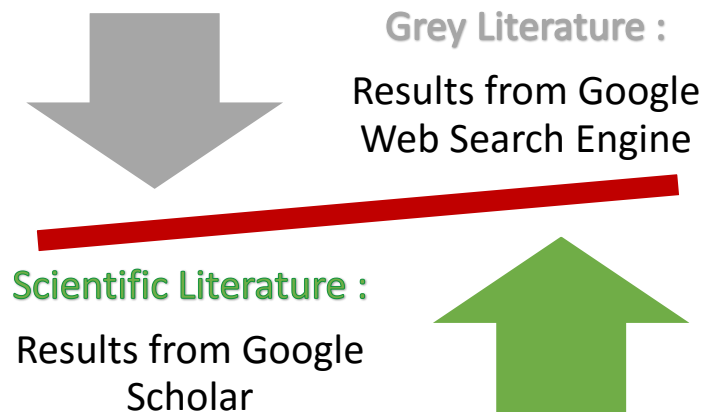 Grey Literature :
Results from Google
Web Search Engine
Scientific Literature :
Results from Google
Scholar